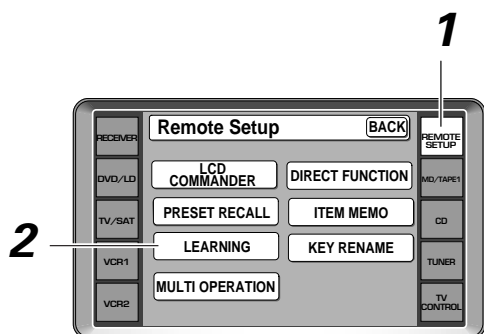 1
RECEIVER
Remote Setup
BACK
REMOTE
SETUP
DVD/LD
LCD
COMMANDER
DIRECT FUNCTION
MD/TAPE1
TV/SAT
PRESET RECALL
ITEM MEMO
CD
2
LEARNING
KEY RENAME
VCR1
TUNER
MULTI OPERATION
VCR2
TV
CONTROL